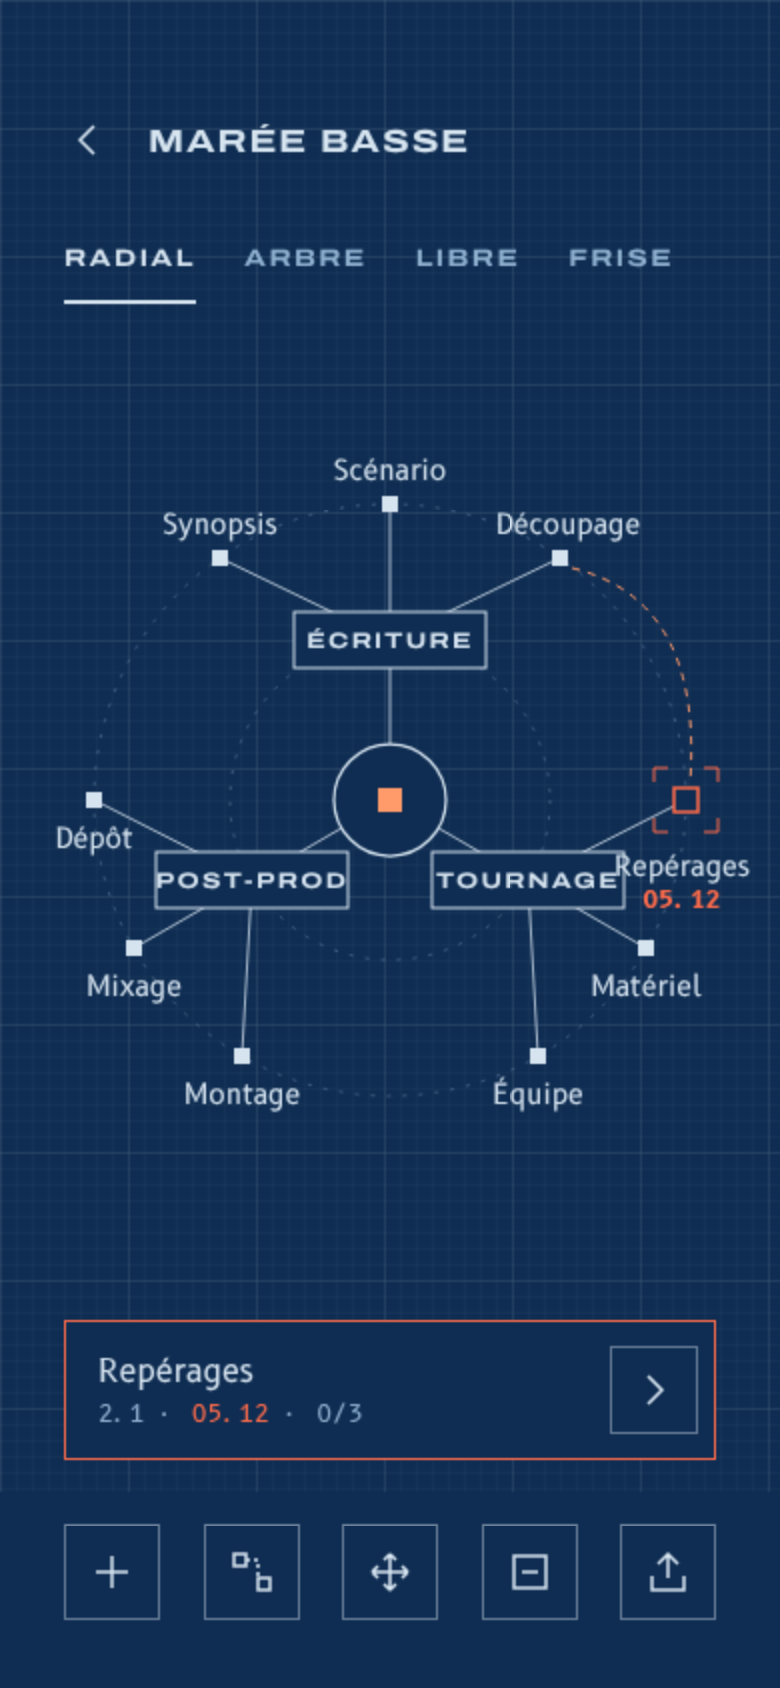 MARÉE BASSE
RADIAL ARBRE LIBRE FRISE
Scénario
Synopsis
Découpage
ÉCRITURE
Dépôt
POST-PROD
TOURNAGE
Repérages
05.12
Mixage
Matériel
Montage
Équipe
Repérages
2.1 · 05.12 · 0/3